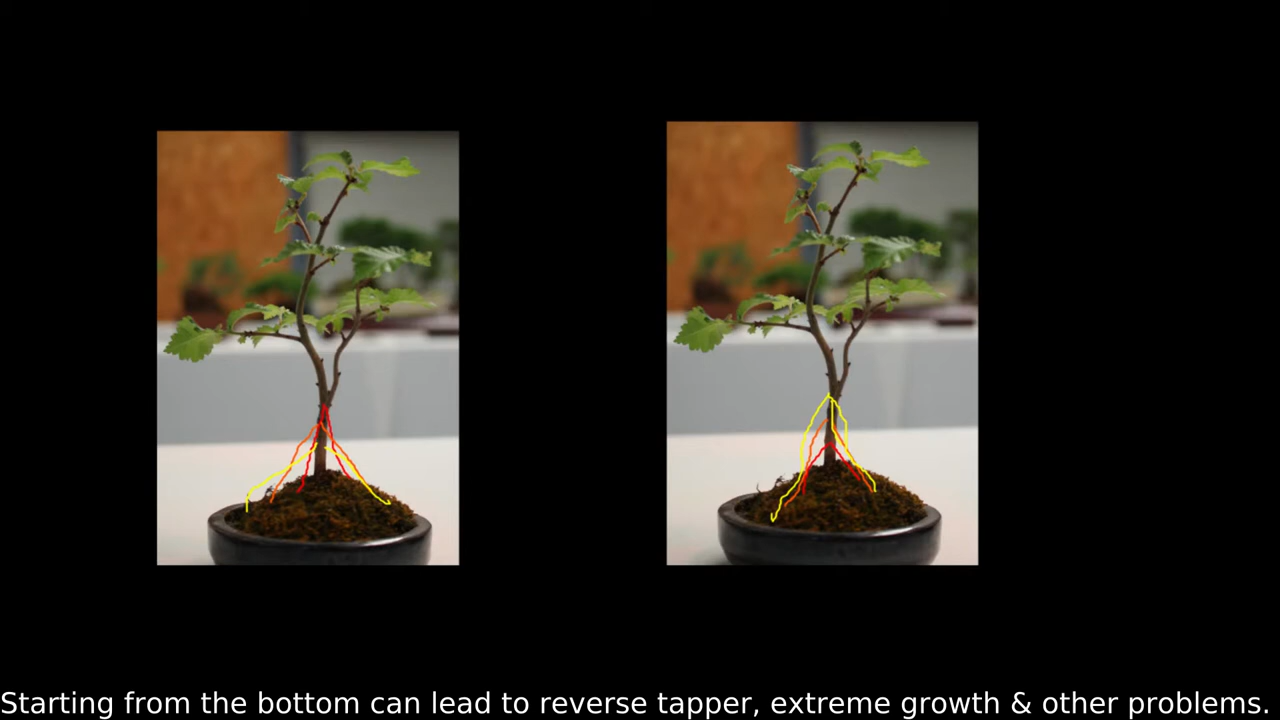 Starting from the bottom can lead to reverse tapper, extreme growth & other problems.